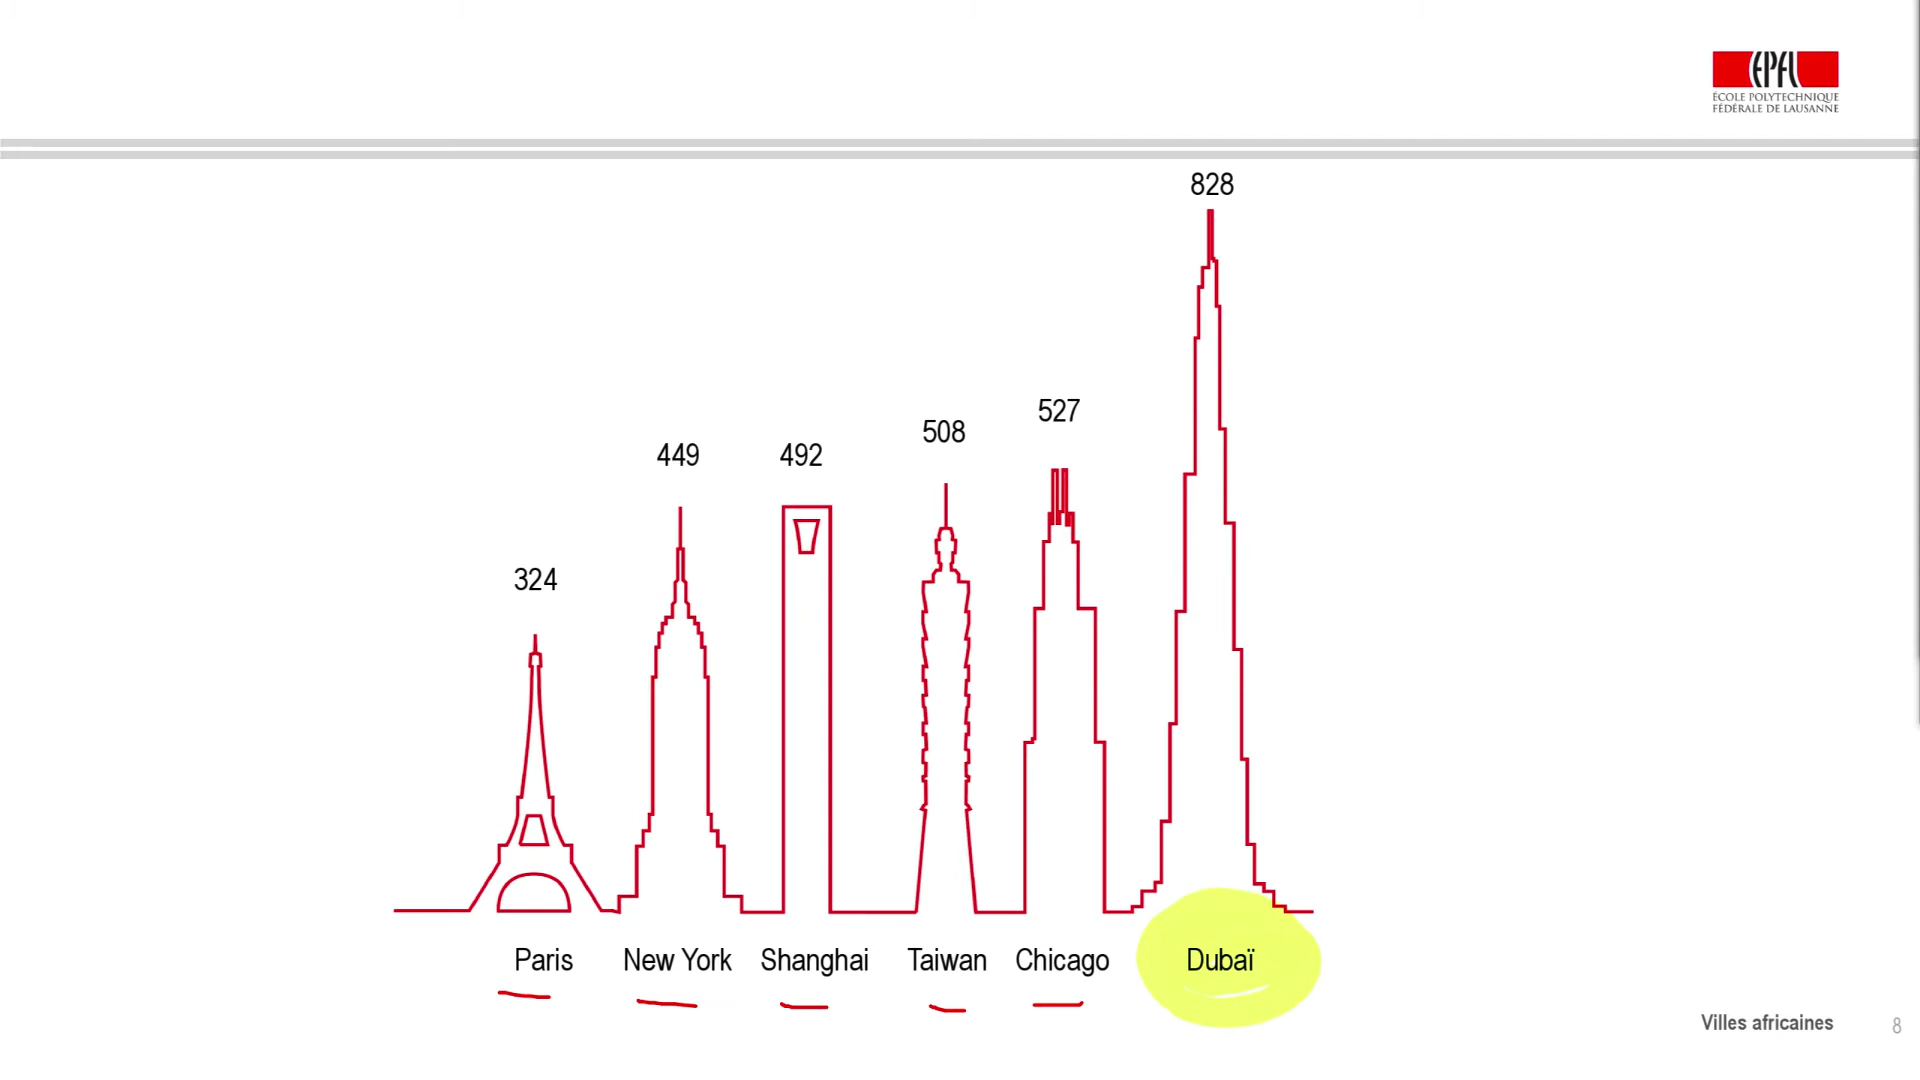 EPFL
ÉCOLE POLYTECHNIQUE
FÉDÉRALE DE LAUSANNE
828
527
508
449 492
324
Paris New York Shanghai Taiwan Chicago Dubaï
Villes africaines 8